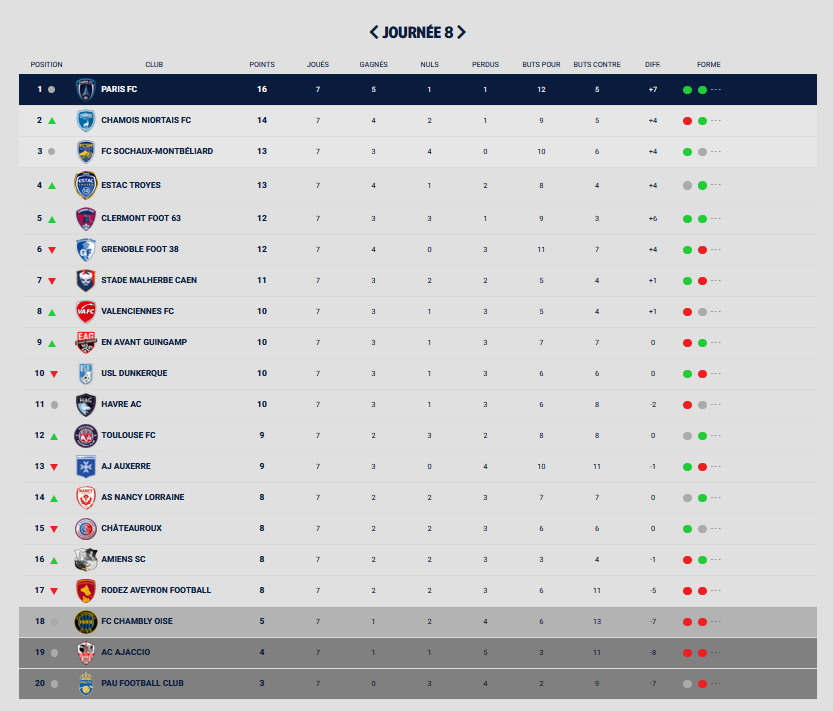 JOURNÉE 8
POSITION CLUB POINTS JOUÉS GAGNÉS NULS PERDUS BUTS POUR BUTS CONTRE DIFF. FORME
1 PARIS FC 16 7 5 1 1 12 5 +7 ---
2 CHAMOIS NIORTAIS FC 14 7 4 2 1 9 5 +4 ---
3 FC SOCHAUX-MONTBÉLIARD 13 7 3 4 0 10 6 +4 ---
4 ESTAC TROYES 13 7 4 1 2 8 4 +4 ---
5 CLERMONT FOOT 63 12 7 3 3 1 9 3 +6 ---
6 GRENOBLE FOOT 38 12 7 4 0 3 11 7 +4 ---
7 STADE MALHERBE CAEN 11 7 3 2 2 5 4 +1 ---
8 VALENCIENNES FC 10 7 3 1 3 5 4 +1 ---
9 EN AVANT GUINGAMP 10 7 3 1 3 7 7 0 ---
10 USL DUNKERQUE 10 7 3 1 3 6 6 0 ---
11 HAVRE AC 10 7 3 1 3 6 8 -2 ---
12 TOULOUSE FC 9 7 2 3 2 8 8 0 ---
13 AJ AUXERRE 9 7 3 0 4 10 11 -1 ---
14 AS NANCY LORRAINE 8 7 2 2 3 7 7 0 ---
15 CHÂTEAUROUX 8 7 2 2 3 6 6 0 ---
16 AMIENS SC 8 7 2 2 3 3 4 -1 ---
17 RODEZ AVEYRON FOOTBALL 8 7 2 2 3 6 11 -5 ---
18 FC CHAMBLY OISE 5 7 1 2 4 6 13 -7 ---
19 AC AJACCIO 4 7 1 1 5 3 11 -8 ---
20 PAU FOOTBALL CLUB 3 7 0 3 4 2 9 -7 ---